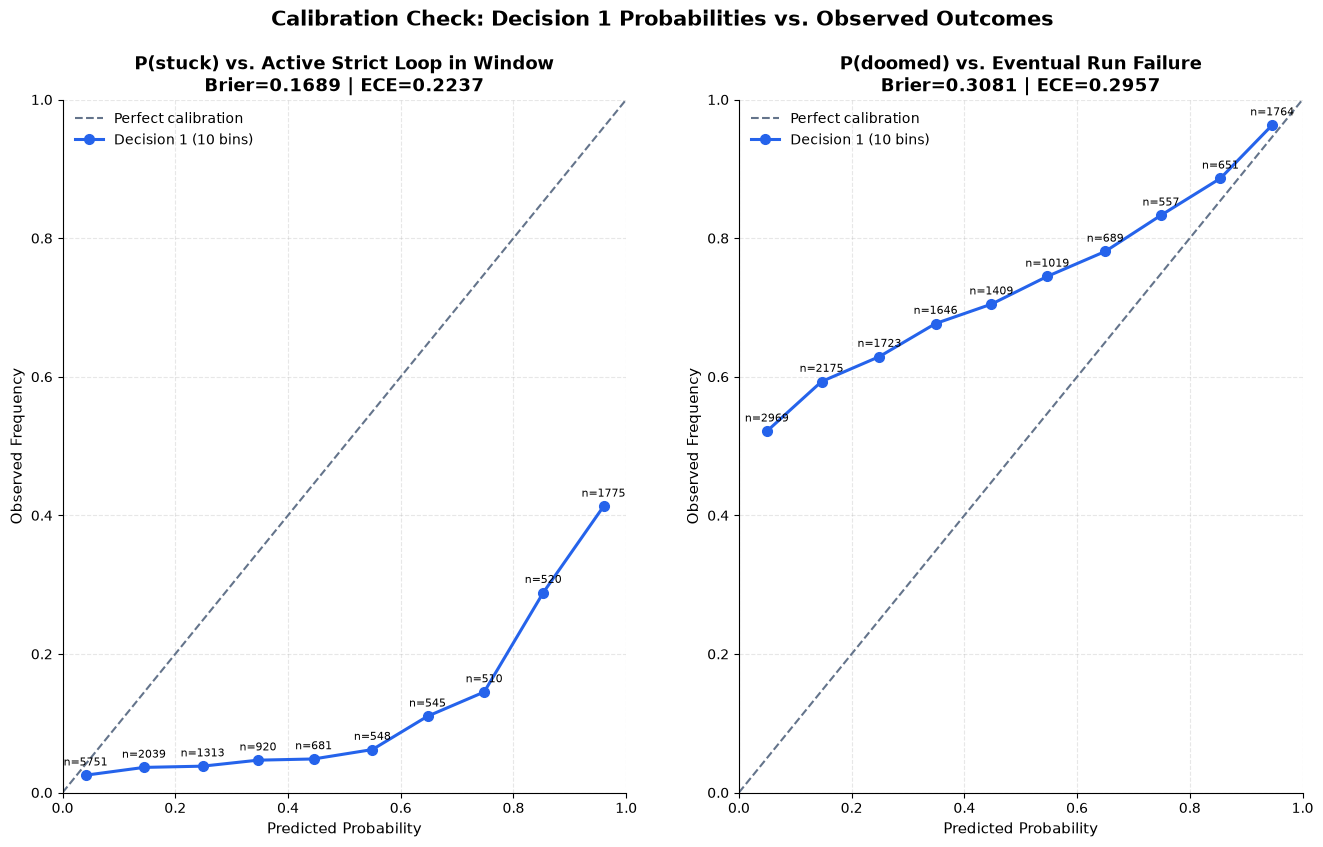 Calibration Check: Decision 1 Probabilities vs. Observed Outcomes
P(stuck) vs. Active Strict Loop in Window
Brier=0.1689 | ECE=0.2237
1.0
0.8
0.6
0.4
0.2
0.0
Observed Frequency
Perfect calibration
Decision 1 (10 bins)
n=5751
n=2039
n=1313
n=920
n=681
n=548
n=545
n=510
n=520
n=1775
0.0
0.2
0.4
0.6
0.8
1.0
Predicted Probability
P(doomed) vs. Eventual Run Failure
Brier=0.3081 | ECE=0.2957
1.0
0.8
0.6
0.4
0.2
0.0
Observed Frequency
Perfect calibration
Decision 1 (10 bins)
n=2969
n=2175
n=1723
n=1646
n=1409
n=1019
n=689
n=557
n=651
n=1764
0.0
0.2
0.4
0.6
0.8
1.0
Predicted Probability